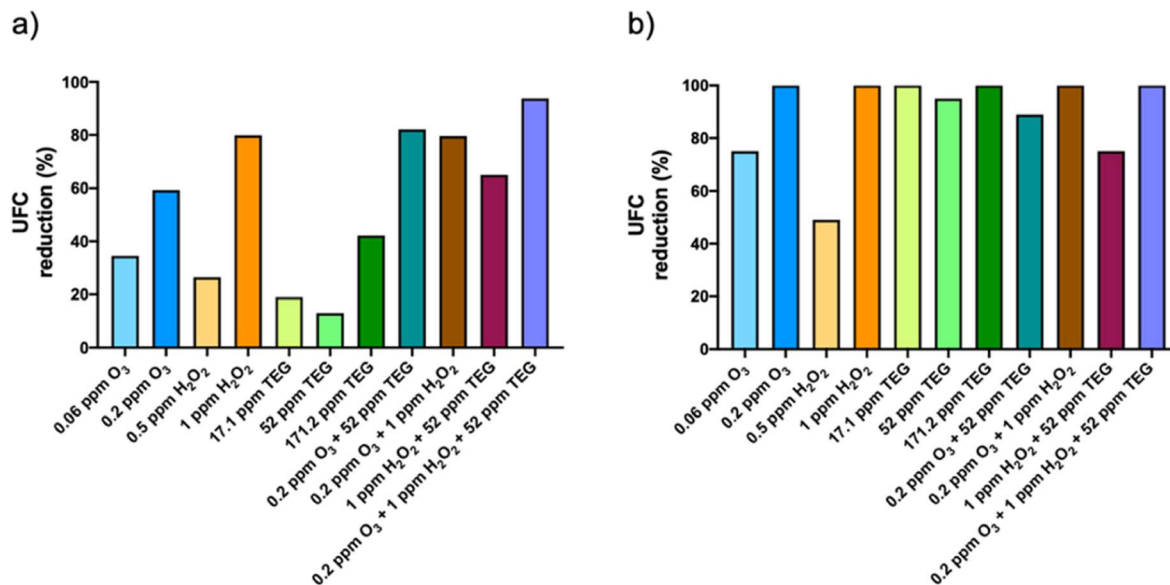 a)
UFC
reduction (%)
100
80
60
40
20
0
0.06 ppm O₃
0.2 ppm O₃
0.5 ppm H₂O₂
1 ppm H₂O₂
17.1 ppm TEG
52 ppm TEG
171.2 ppm TEG
0.2 ppm O₃ + 52 ppm TEG
0.2 ppm O₃ + 1 ppm H₂O₂
1 ppm H₂O₂ + 52 ppm TEG
0.2 ppm O₃ + 1 ppm H₂O₂ + 52 ppm TEG
b)
UFC
reduction (%)
100
80
60
40
20
0
0.06 ppm O₃
0.2 ppm O₃
0.5 ppm H₂O₂
1 ppm H₂O₂
17.1 ppm TEG
52 ppm TEG
171.2 ppm TEG
0.2 ppm O₃ + 52 ppm TEG
0.2 ppm O₃ + 1 ppm H₂O₂
1 ppm H₂O₂ + 52 ppm TEG
0.2 ppm O₃ + 1 ppm H₂O₂ + 52 ppm TEG